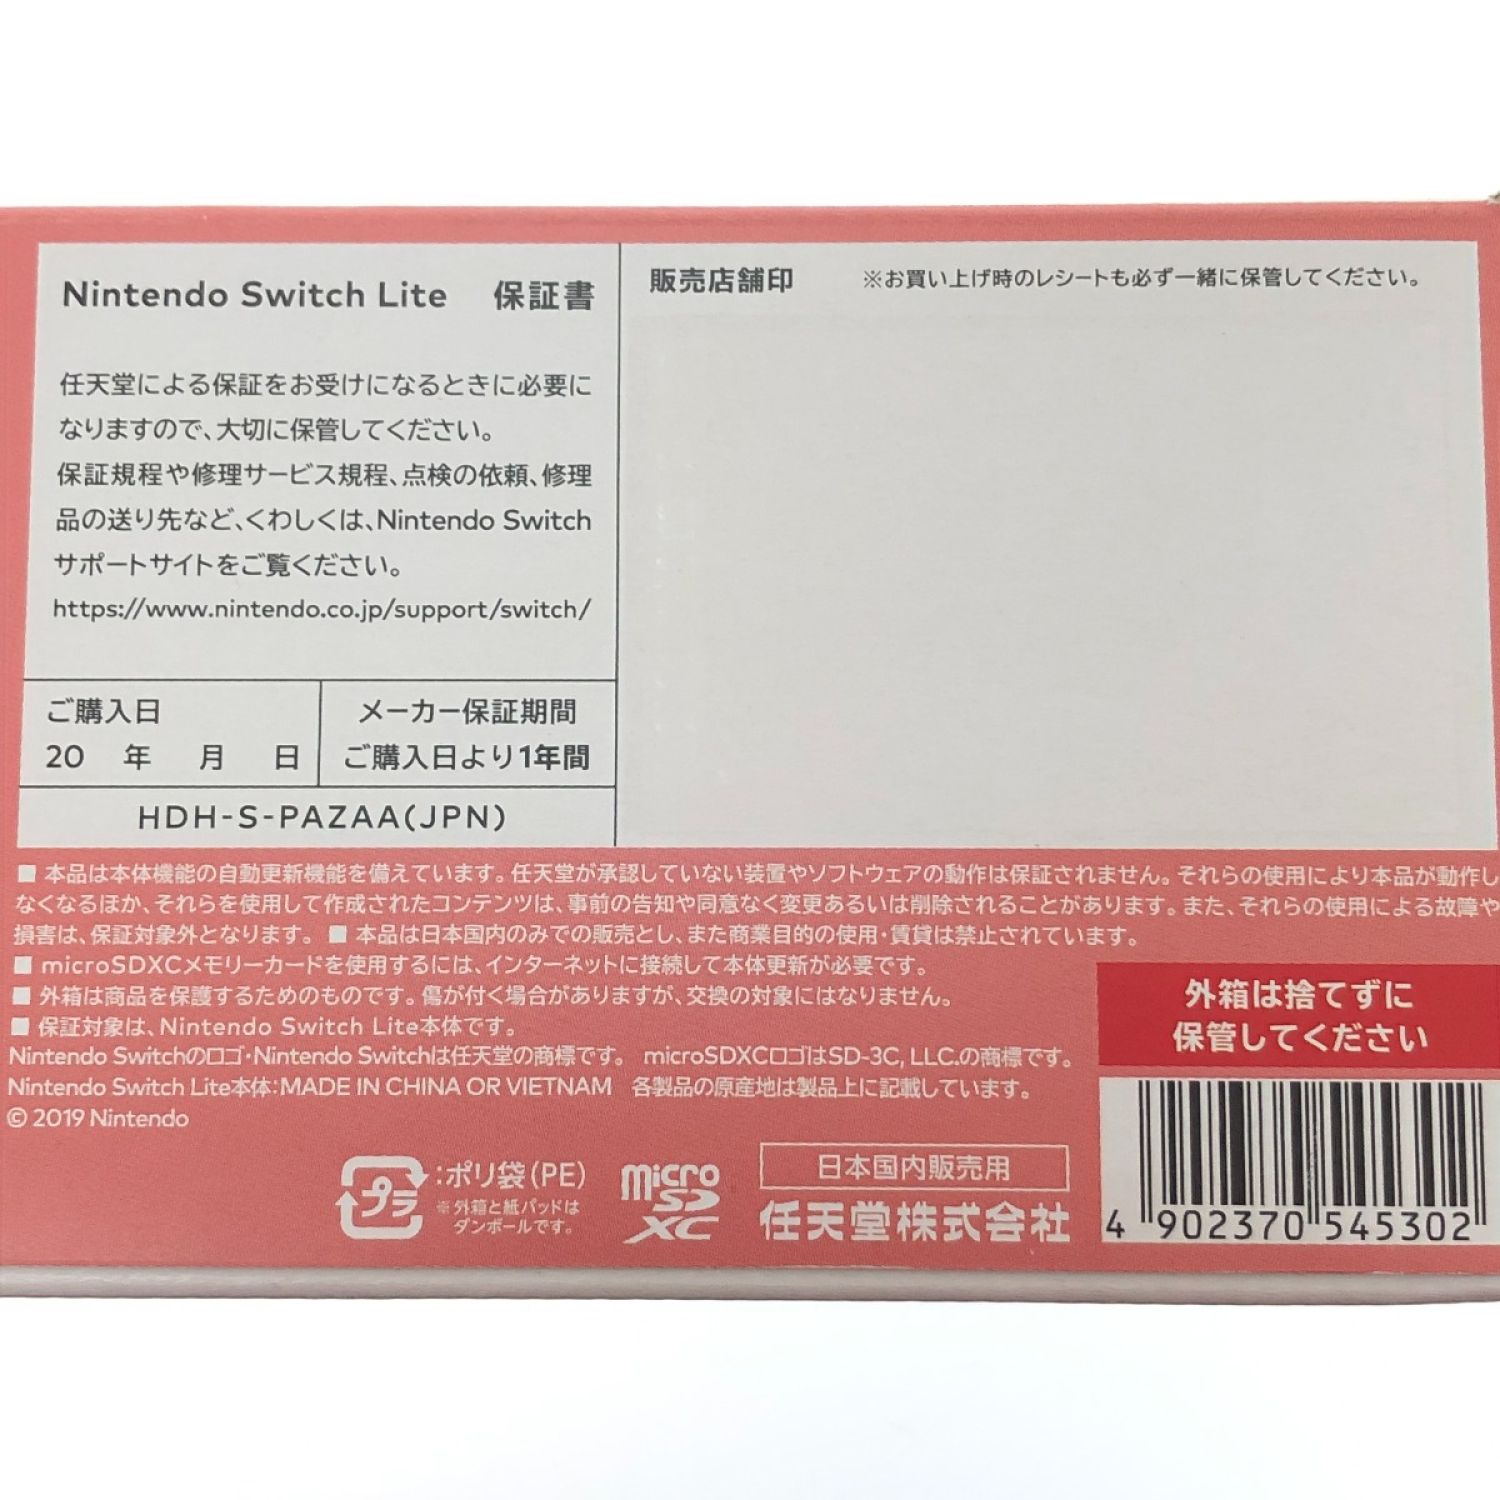 Nintendo Switch Lite 保証書
任天堂による保証をお受けになるときに必要に
なりますので、大切に保管してください。
保証規程や修理サービス規程、点検の依頼、修理
品の送り先など、くわしくは、Nintendo Switch
サポートサイトをご覧ください。
https://www.nintendo.co.jp/support/switch/
ご購入日
20 年 月 日
メーカー保証期間
ご購入日より1年間
HDH-S-PAZAA(JPN)
販売店舗印 ※お買い上げ時のレシートも必ず一緒に保管してください。
■ 本品は本体機能の自動更新機能を備えています。任天堂が承認していない装置やソフトウェアの動作は保証されません。それらの使用により本品が動作し
なくなるほか、それらを使用して作成されたコンテンツは、事前の告知や同意なく変更あるいは削除されることがあります。また、それらの使用による故障や
損害は、保証対象外となります。 ■ 本品は日本国内のみでの販売とし、また商業目的の使用・賃貸は禁止されています。
■ microSDXCメモリーカードを使用するには、インターネットに接続して本体更新が必要です。
■ 外箱は商品を保護するためのものです。傷が付く場合がありますが、交換の対象にはなりません。
■ 保証対象は、Nintendo Switch Lite本体です。
Nintendo Switchのロゴ・Nintendo Switchは任天堂の商標です。 microSDXCロゴはSD-3C, LLC.の商標です。
Nintendo Switch Lite本体：MADE IN CHINA OR VIETNAM 各製品の原産地は製品上に記載しています。
© 2019 Nintendo
外箱は捨てずに
保管してください
プラ
：ポリ袋(PE)
※外箱と紙パッドは
ダンボールです。
micro
SD
XC
日本国内販売用
任天堂株式会社
4 902370 545302